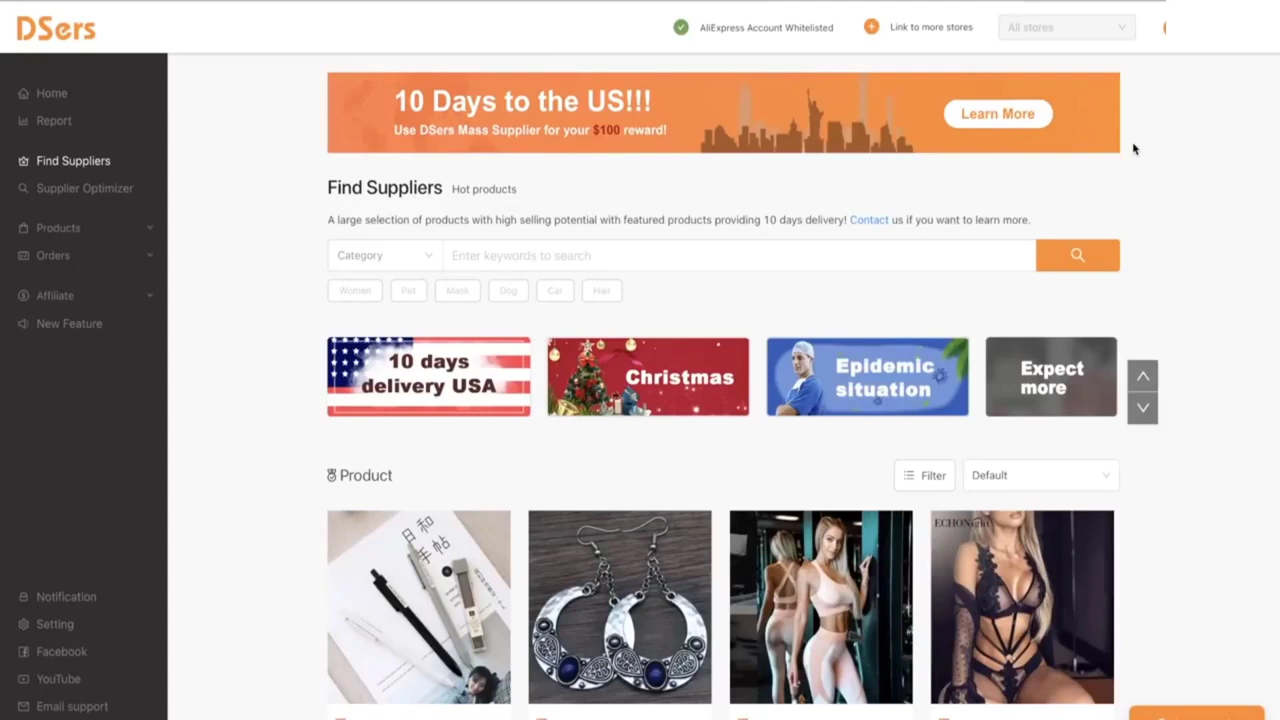 DSers
AliExpress Account Whitelisted
Link to more stores
All stores
Home
Report
Find Suppliers
Supplier Optimizer
Products
Orders
Affiliate
New Feature
Notification
Setting
Facebook
YouTube
Email support
10 Days to the US!!!
Use DSers Mass Supplier for your $100 reward!
Learn More
Find Suppliers Hot products
A large selection of products with high selling potential with featured products providing 10 days delivery! Contact us if you want to learn more.
Category
Enter keywords to search
Women
Pet
Mask
Dog
Car
Hair
10 days
delivery USA
Christmas
Epidemic
situation
Expect
more
Product
Filter
Default
日和
手帖
ECHONight